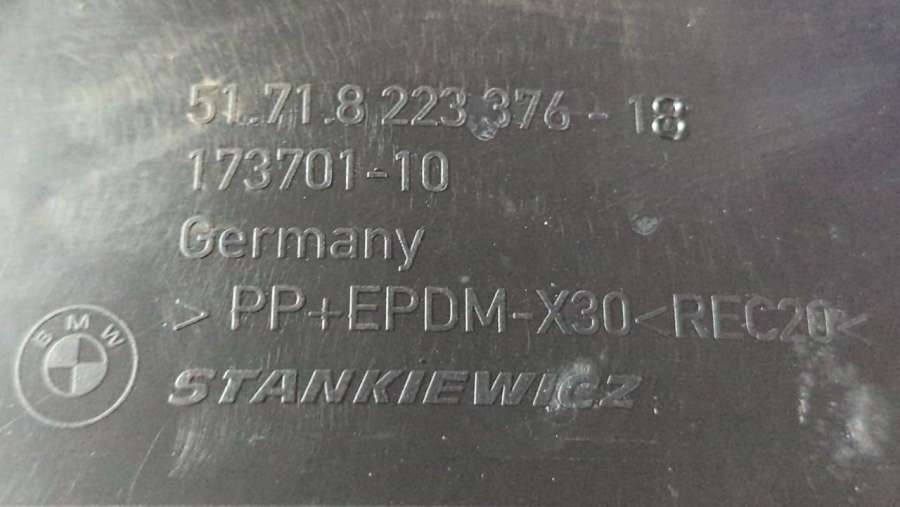 51.71.8 223 376 - 18
173701-10
Germany
> PP+EPDM-X30<REC20<
BMW
STANKIEWICZ